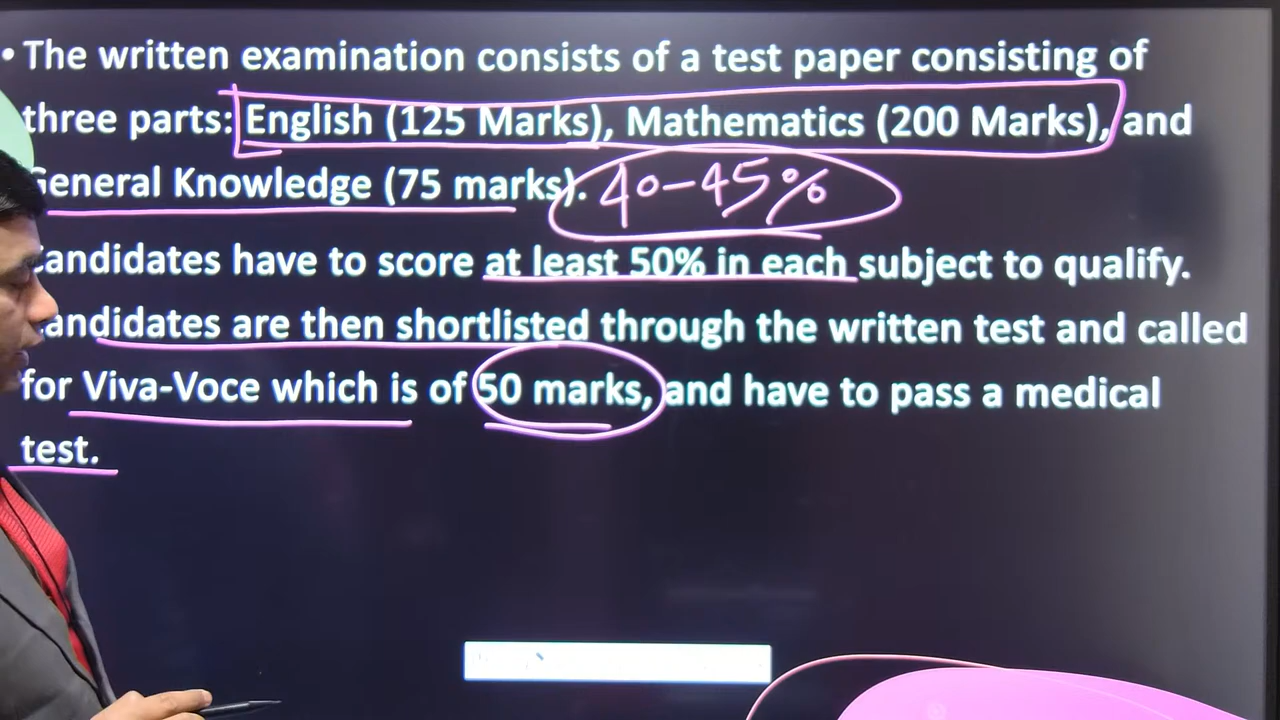 • The written examination consists of a test paper consisting of
three parts: English (125 Marks), Mathematics (200 Marks), and
General Knowledge (75 marks). 40-45%
Candidates have to score at least 50% in each subject to qualify.
Candidates are then shortlisted through the written test and called
for Viva-Voce which is of 50 marks, and have to pass a medical
test.